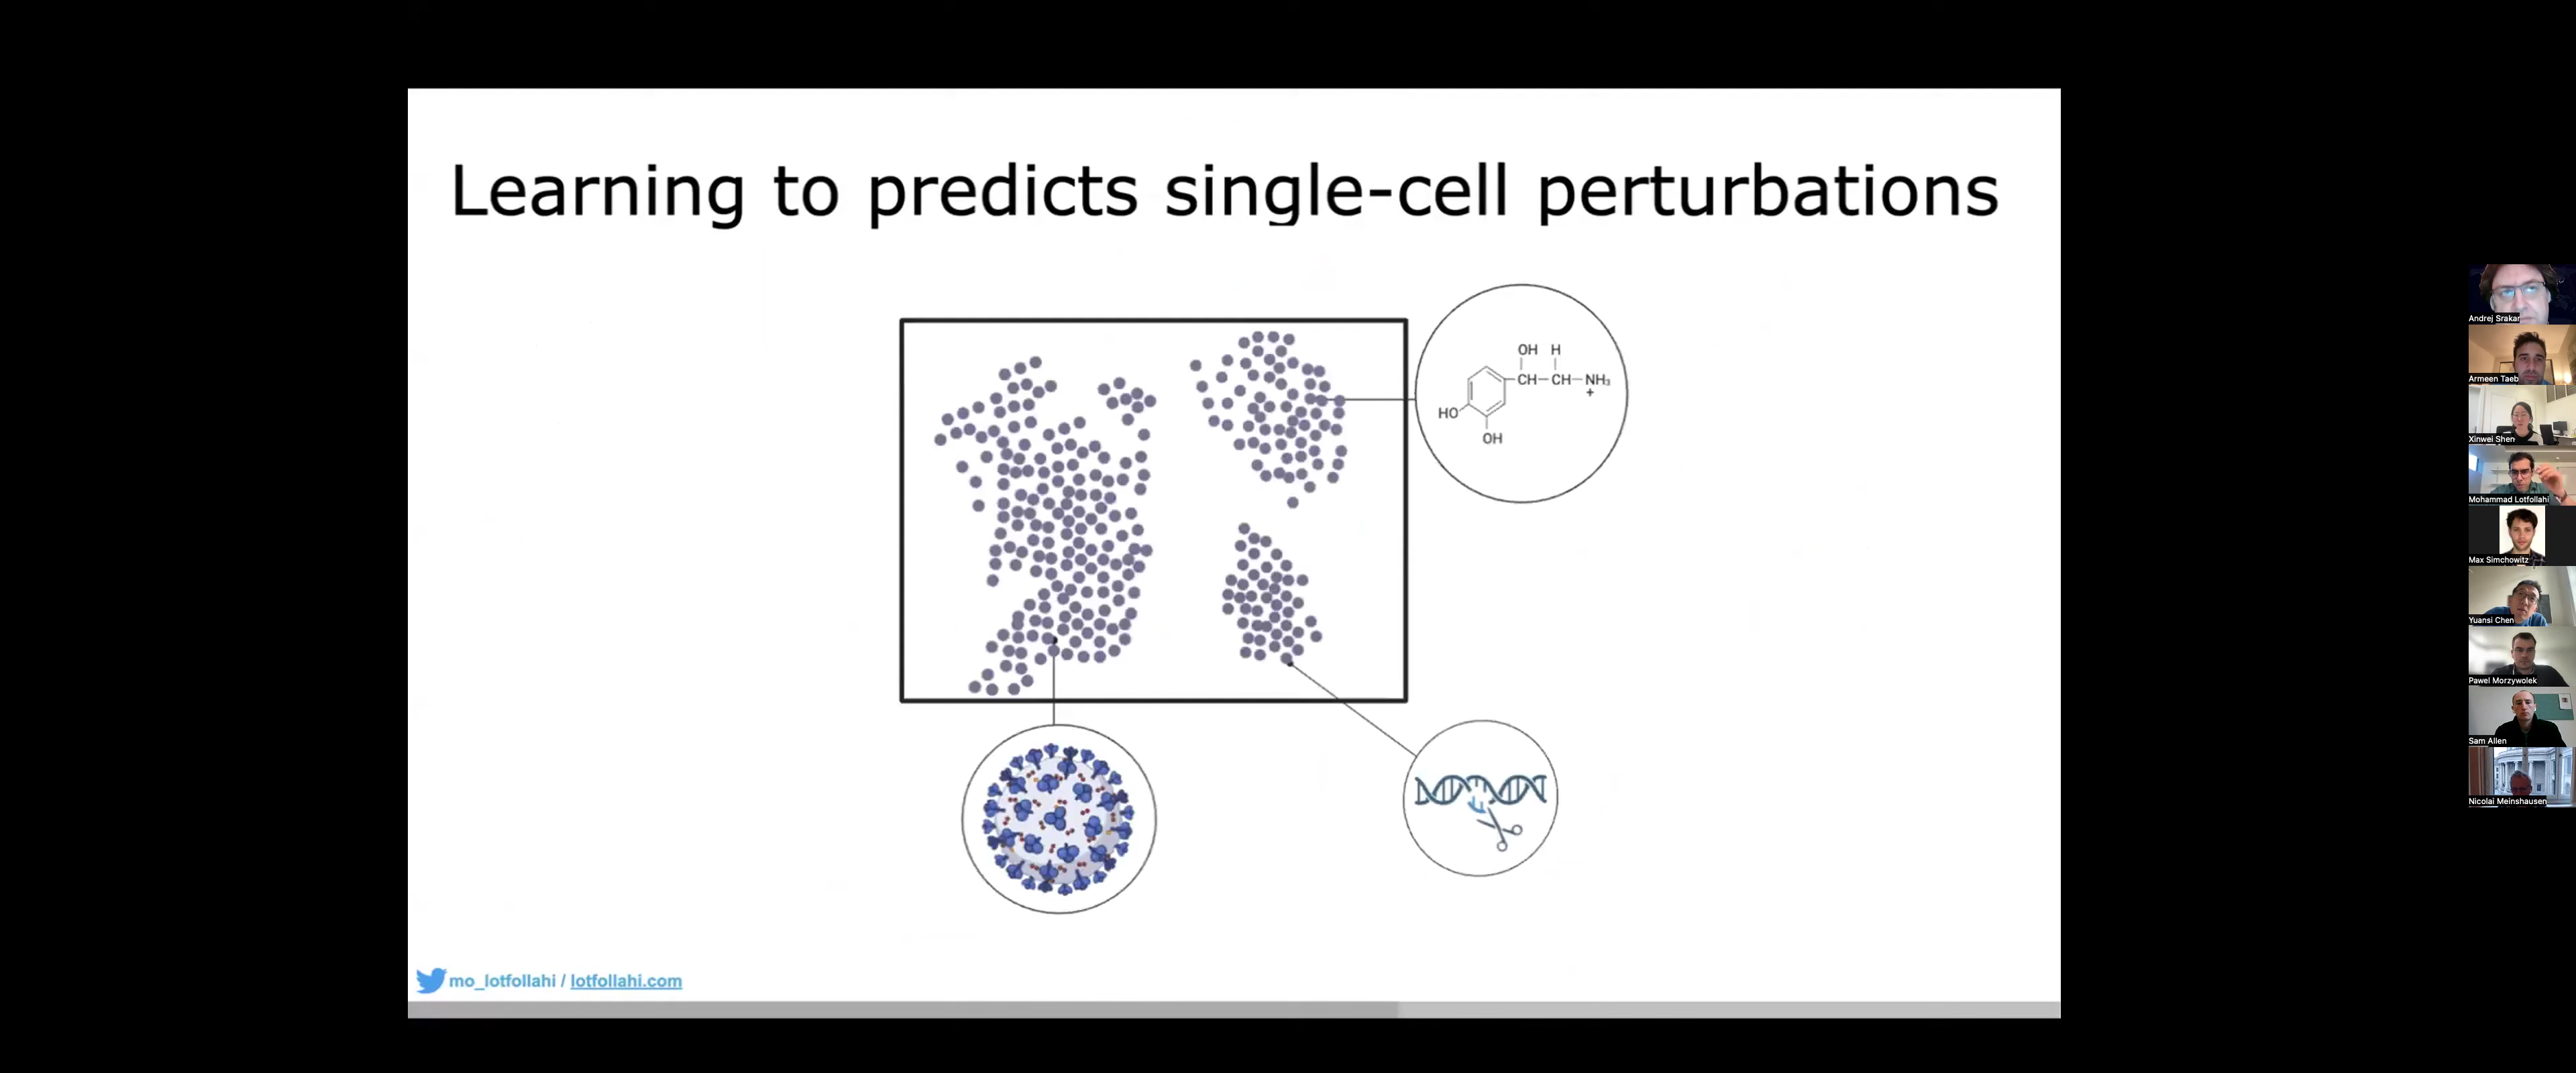 Learning to predicts single-cell perturbations
OH H
CH-CH-NH₃
+
HO
OH
mo_lotfollahi / lotfollahi.com
Andrej Srakar
Armeen Taeb
Xinwei Shen
Mohammad Lotfollahi
Max Simchowitz
Yuansi Chen
Pawel Morzywolek
Sam Allen
Nicolai Meinshausen